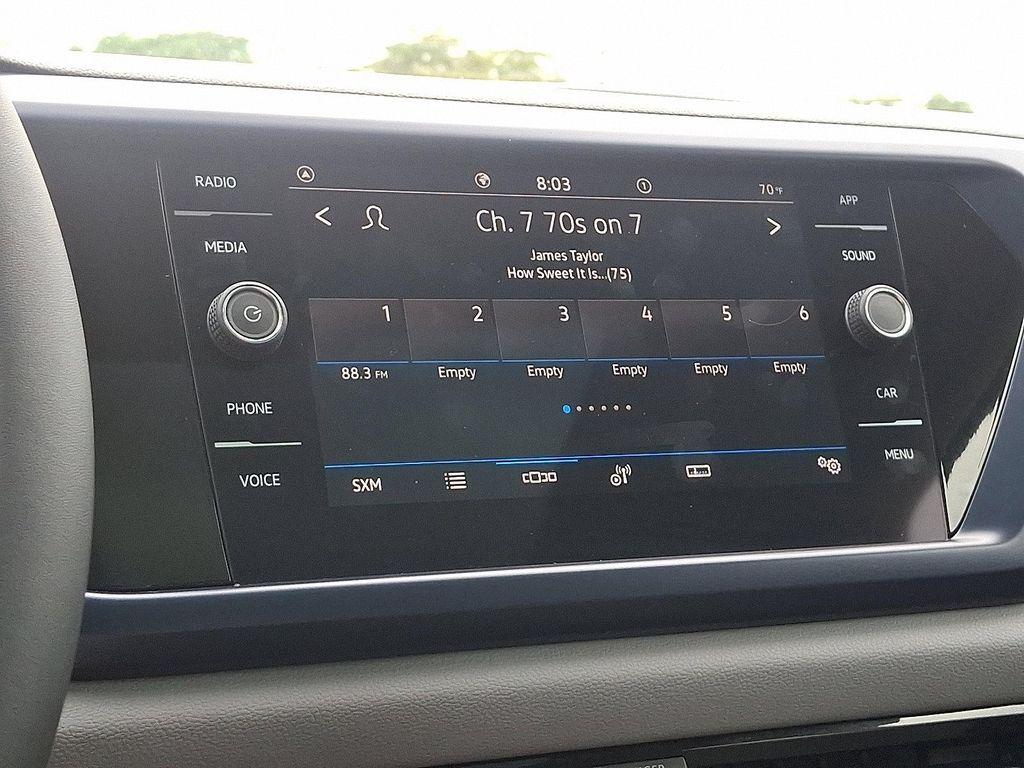 RADIO
MEDIA
PHONE
VOICE
8:03
1
70 °F
<
Ch. 7 70s on 7
>
James Taylor
How Sweet It Is...(75)
1 2 3 4 5 6
88.3 FM Empty Empty Empty Empty Empty
SXM
APP
SOUND
CAR
MENU